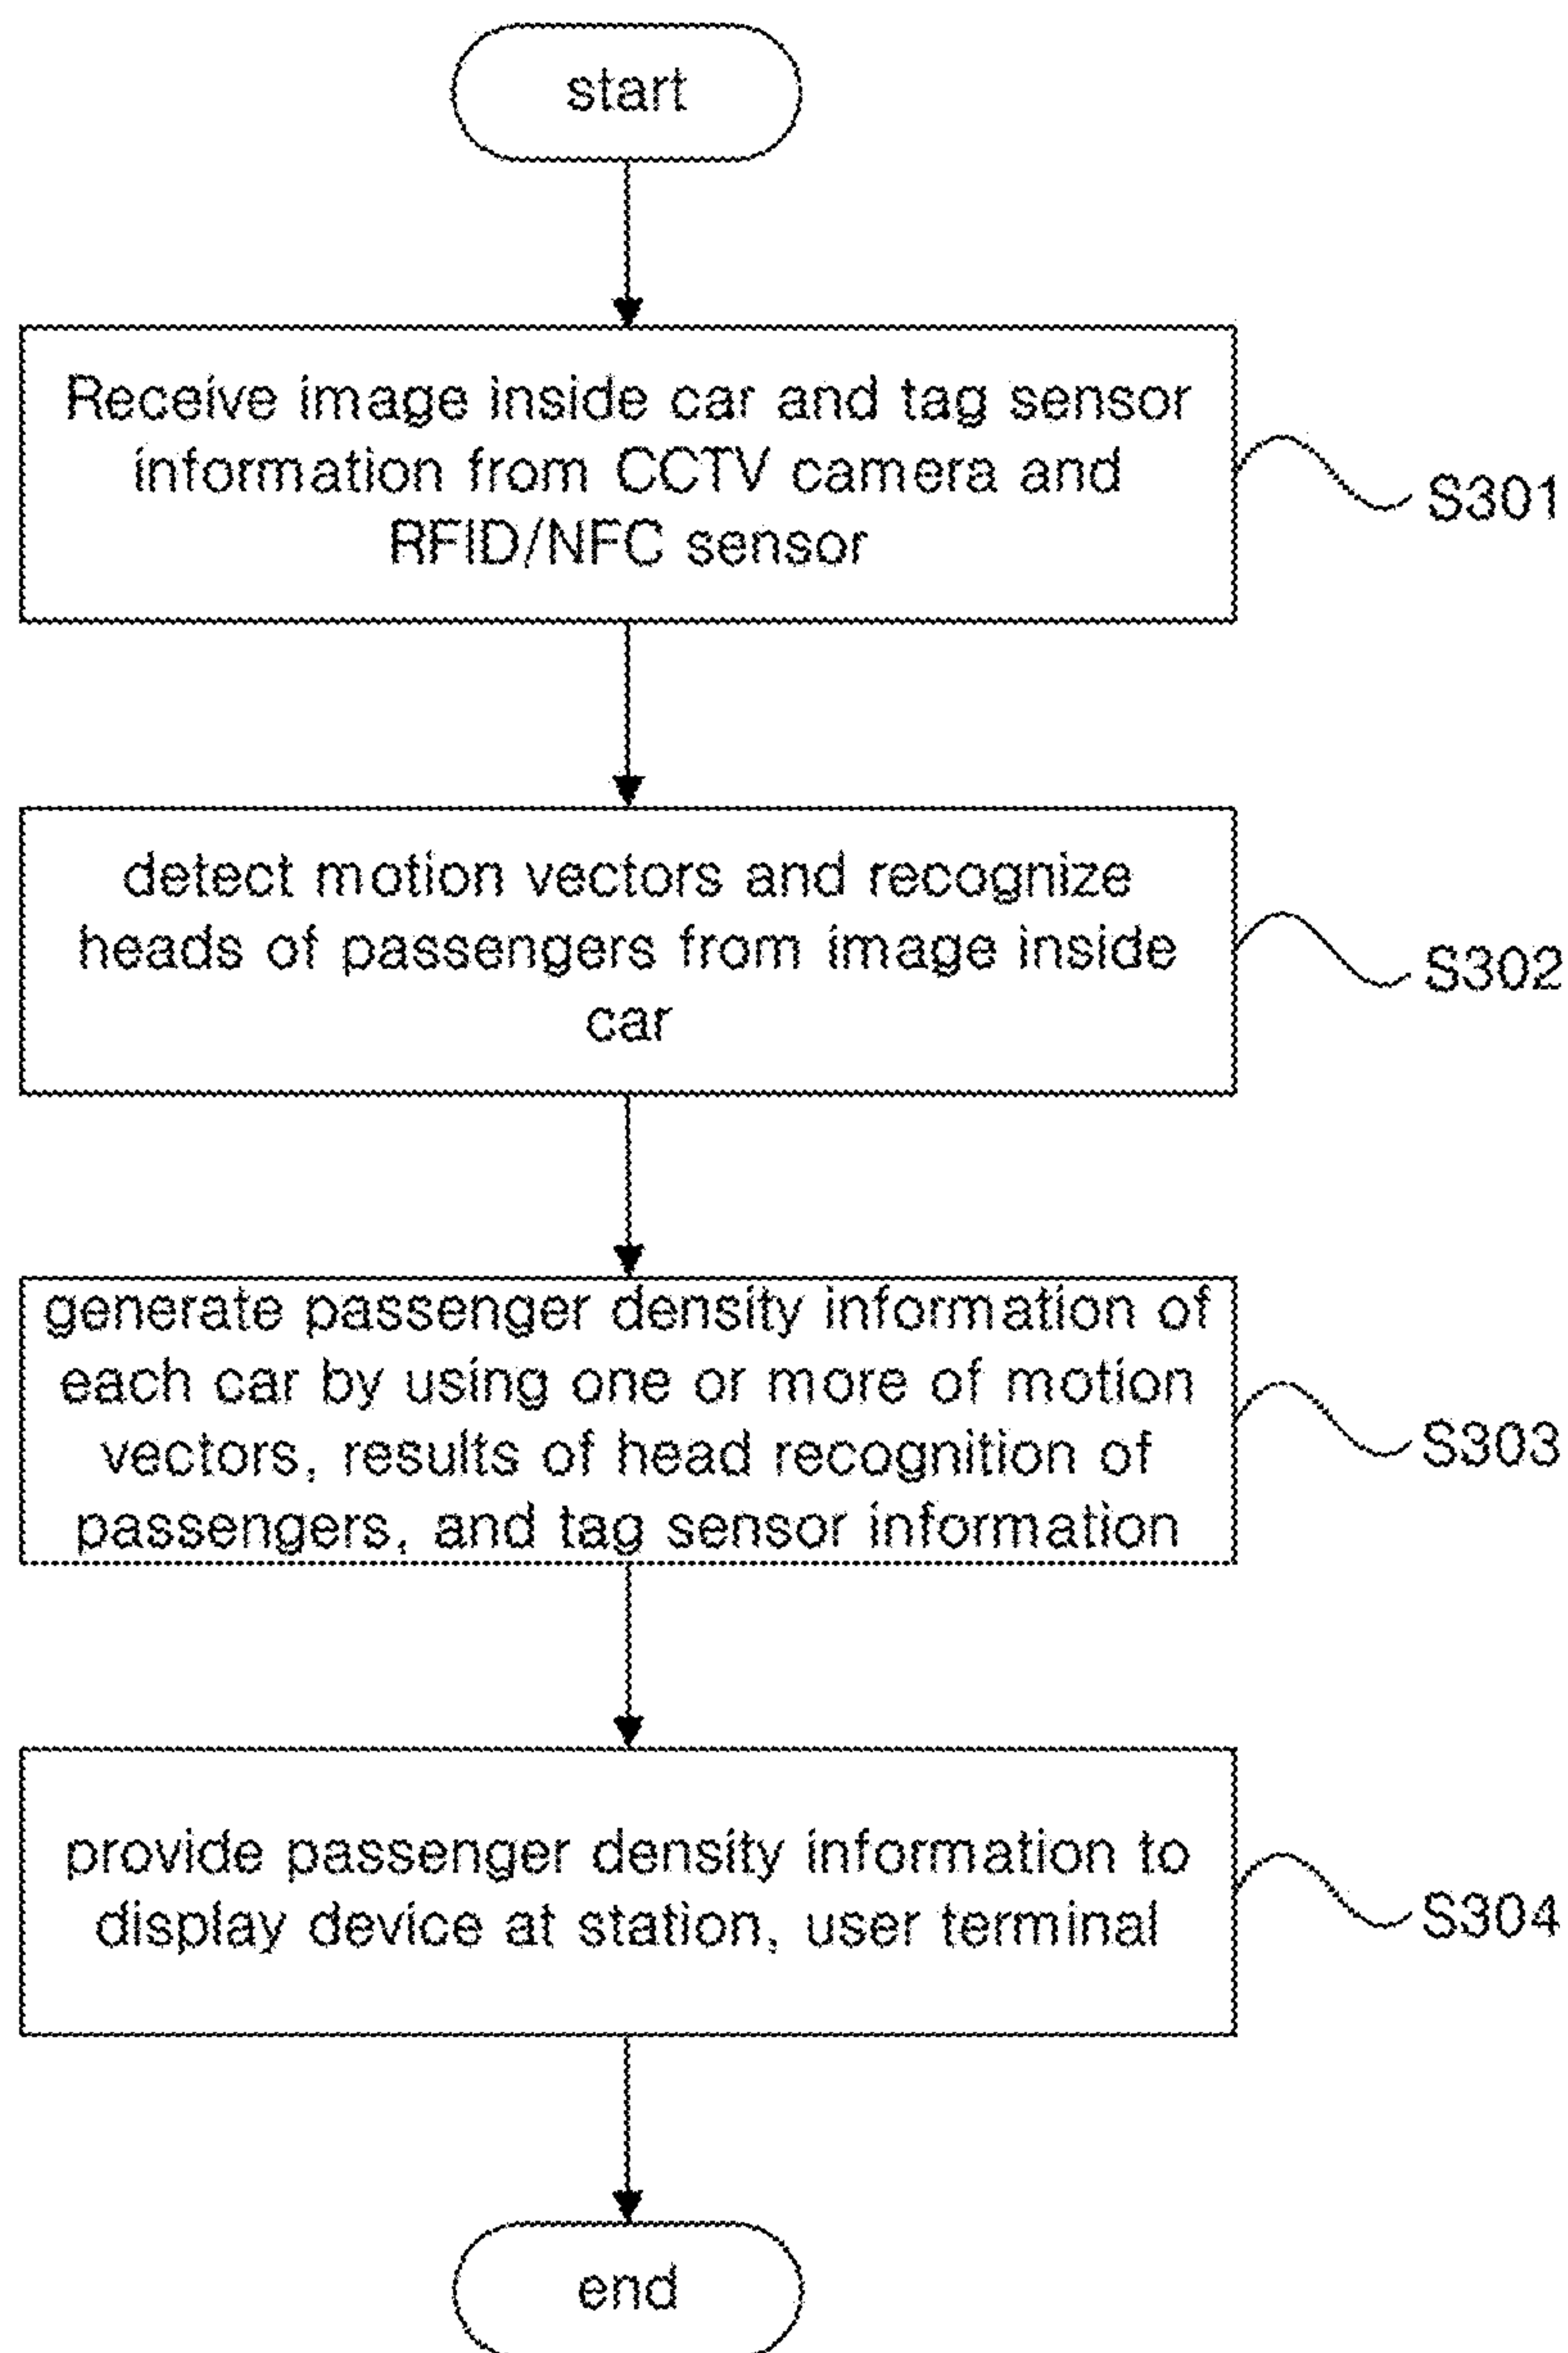 start
Receive image inside car and tag sensor
information from CCTV camera and
RFID/NFC sensor
S301
detect motion vectors and recognize
heads of passengers from image inside
car
S302
generate passenger density information of
each car by using one or more of motion
vectors, results of head recognition of
passengers, and tag sensor information
S303
provide passenger density information to
display device at station, user terminal
S304
end